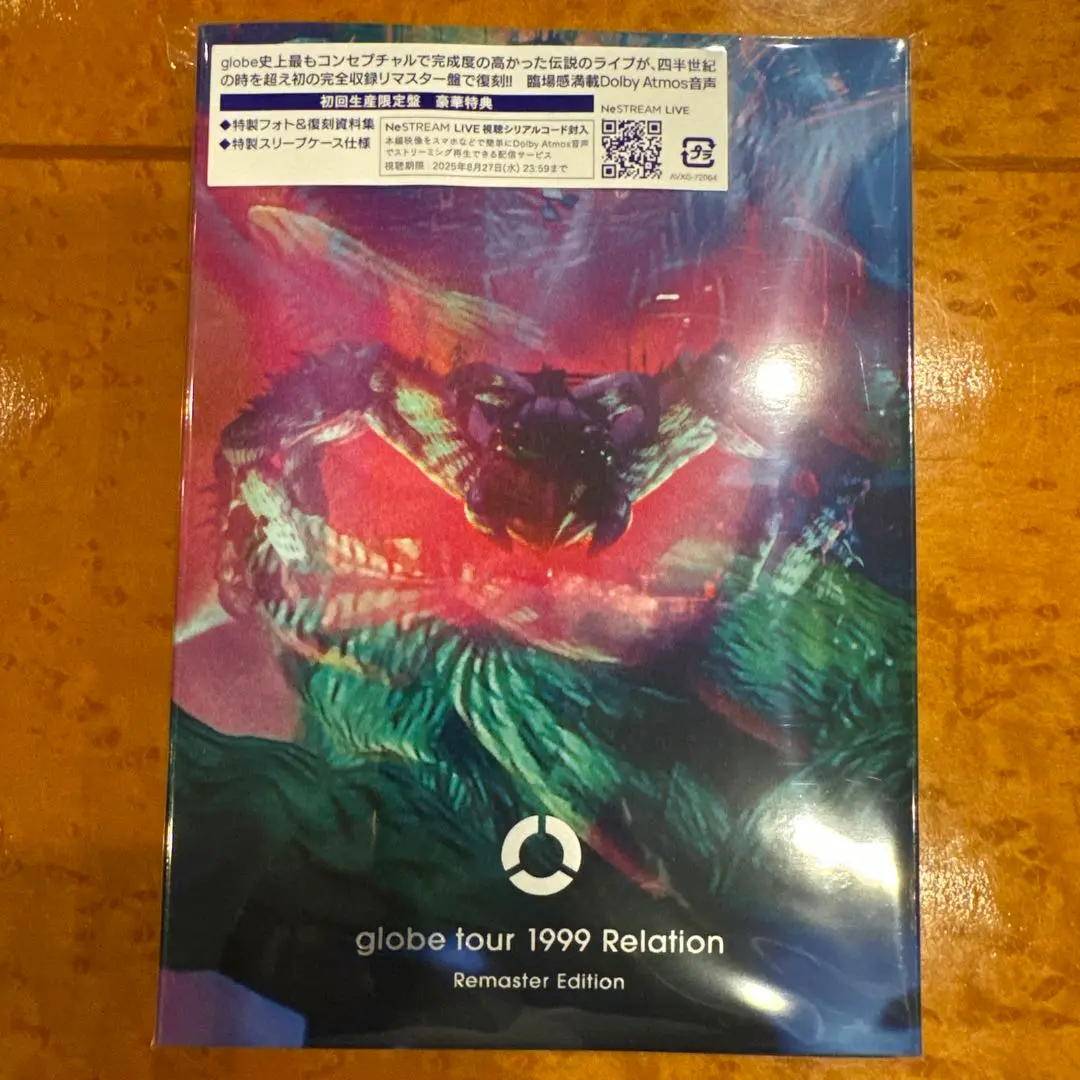 globe史上最もコンセプチャルで完成度の高かった伝説のライブが、四半世紀
の時を超え初の完全収録リマスター盤で復刻!! 臨場感満載Dolby Atmos音声
初回生産限定盤 豪華特典
◆特製フォト&復刻資料集
◆特製スリーブケース仕様
NeSTREAM LIVE 視聴シリアルコード封入
本編映像をスマホなどで簡単にDolby Atmos音声
でストリーミング再生できる配信サービス
視聴期限:2025年8月27日(水) 23:59まで
NeSTREAM LIVE
プラ
AVXG-72064
globe tour 1999 Relation
Remaster Edition